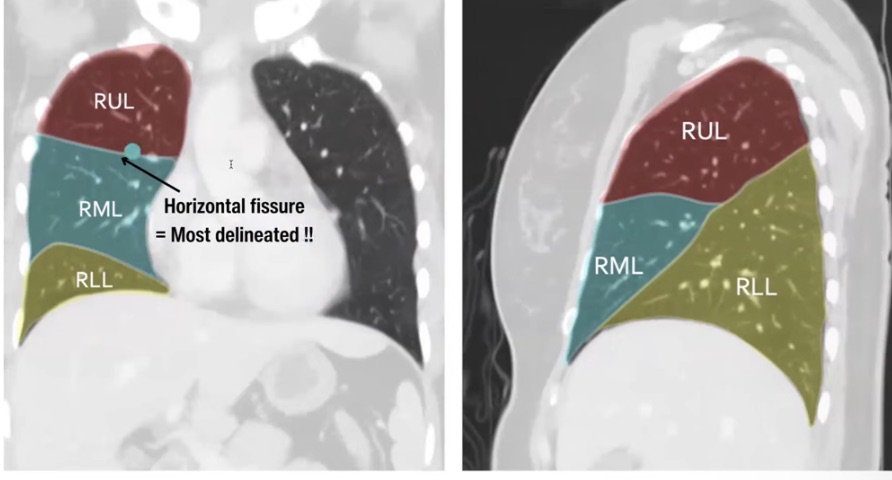 RUL
RML
RLL
Horizontal fissure
= Most delineated !!
RUL
RML
RLL